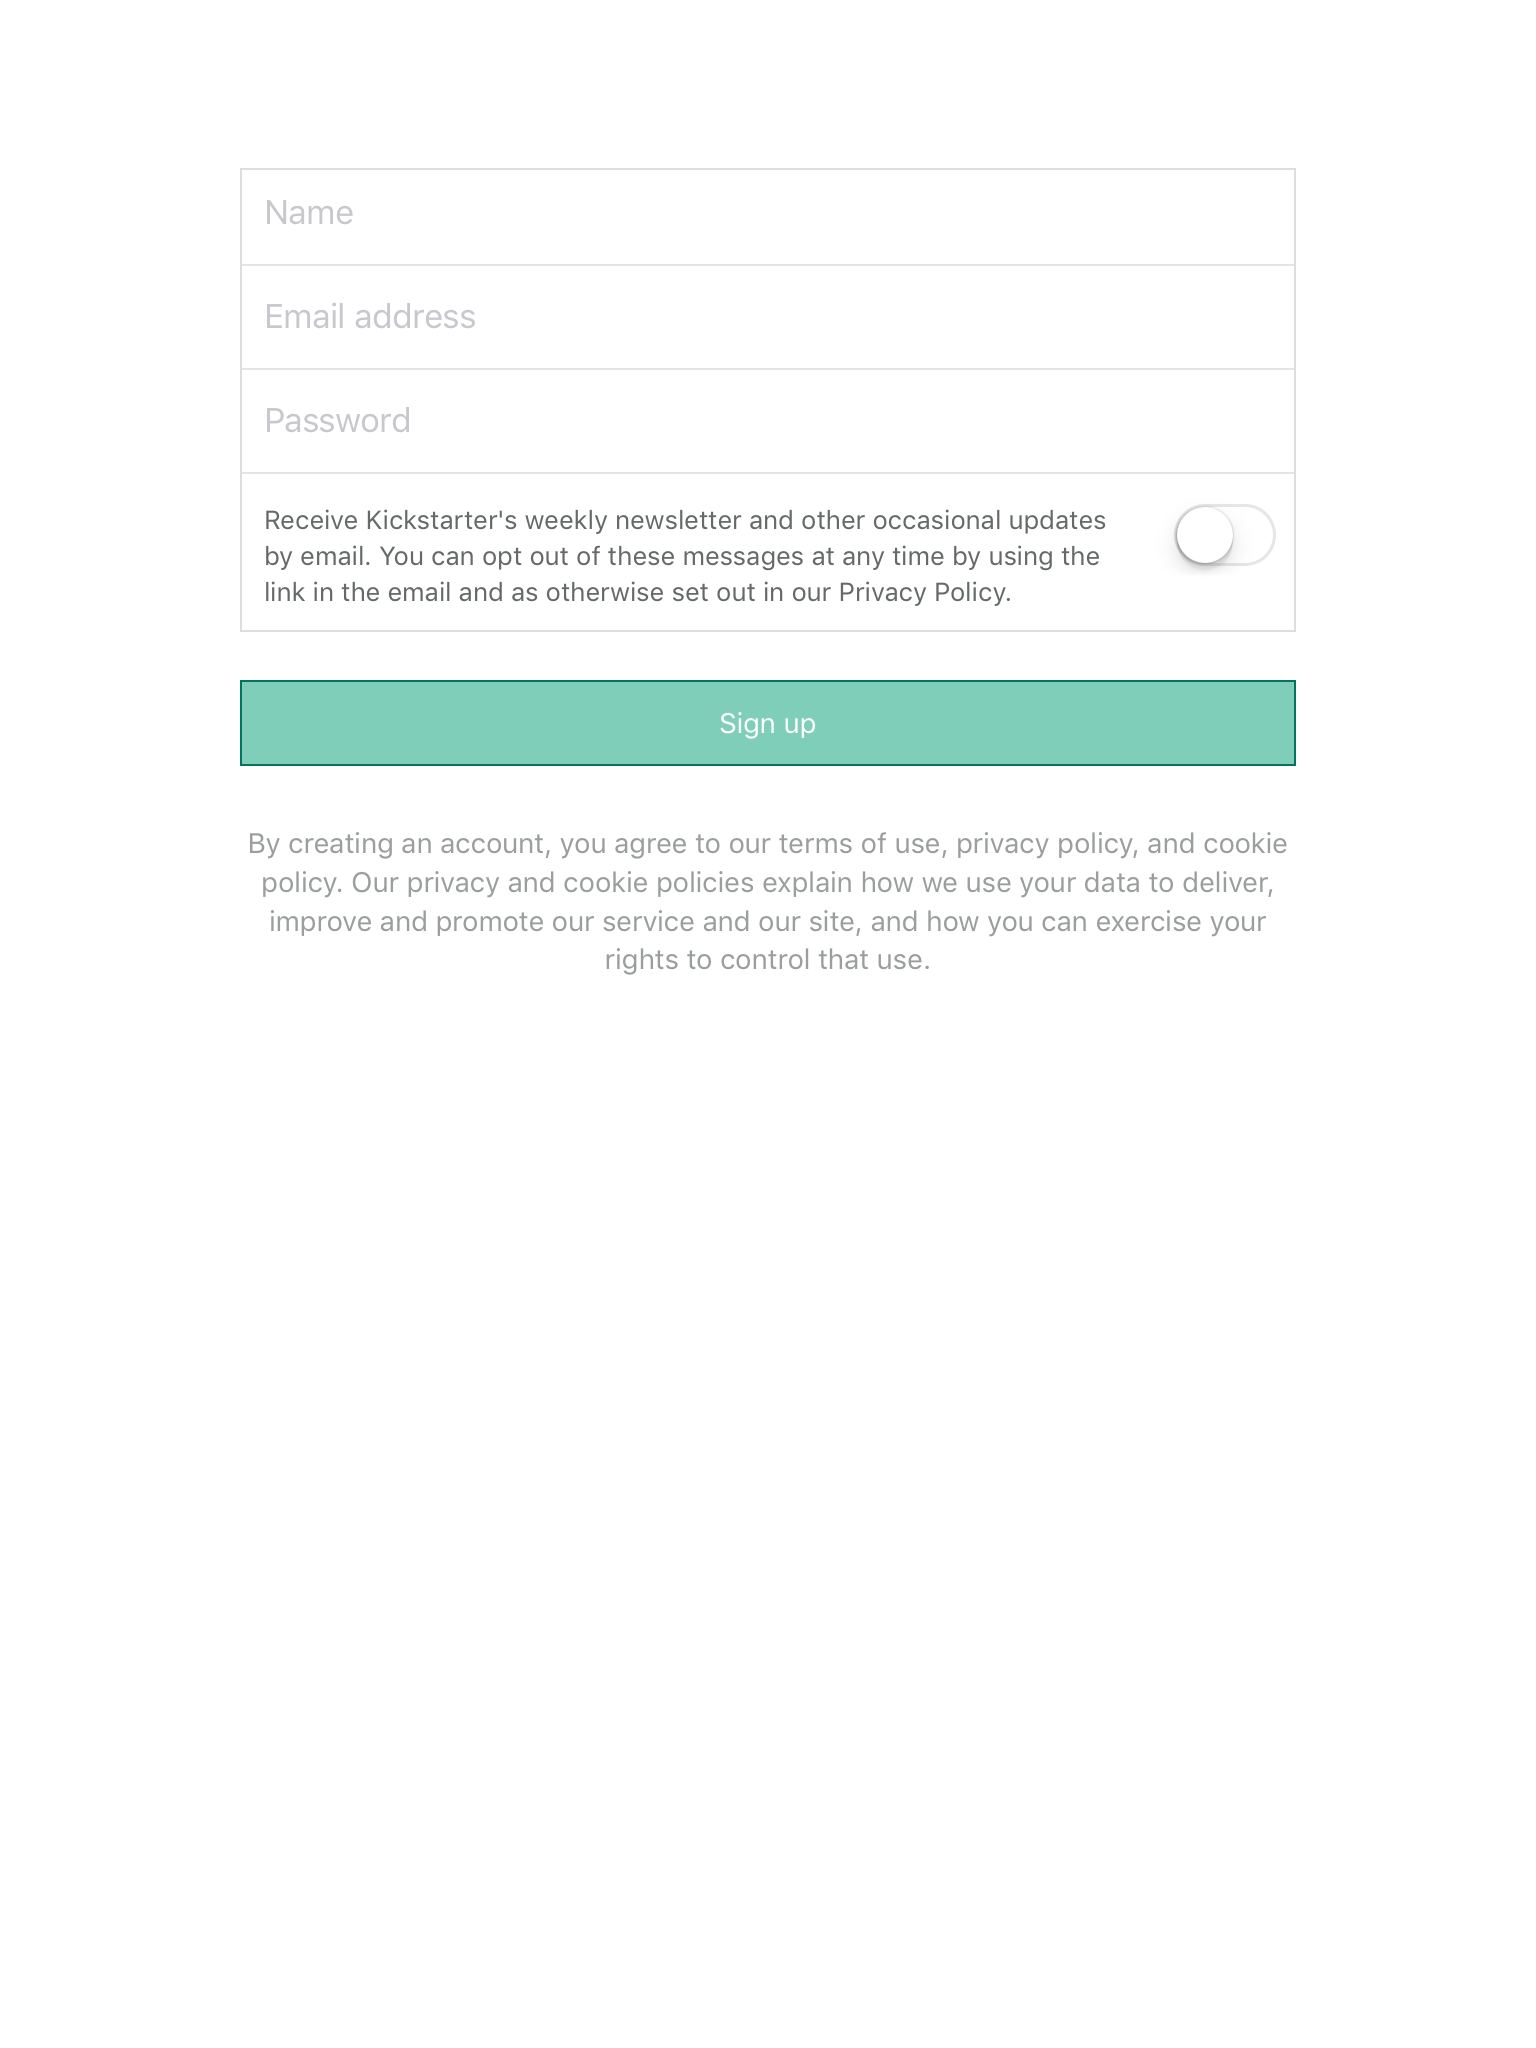 Name
Email address
Password
Receive Kickstarter's weekly newsletter and other occasional updates
by email. You can opt out of these messages at any time by using the
link in the email and as otherwise set out in our Privacy Policy.
Sign up
By creating an account, you agree to our terms of use, privacy policy, and cookie
policy. Our privacy and cookie policies explain how we use your data to deliver,
improve and promote our service and our site, and how you can exercise your
rights to control that use.